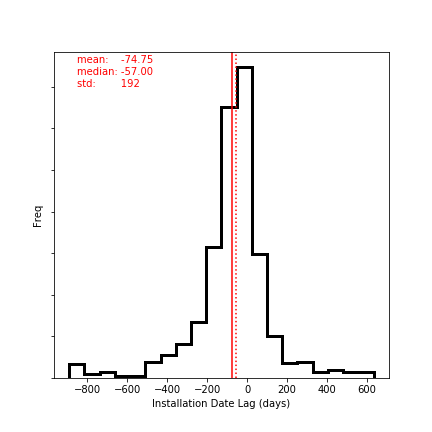 mean: -74.75
median: -57.00
std: 192
Freq
−800 −600 −400 −200 0 200 400 600
Installation Date Lag (days)